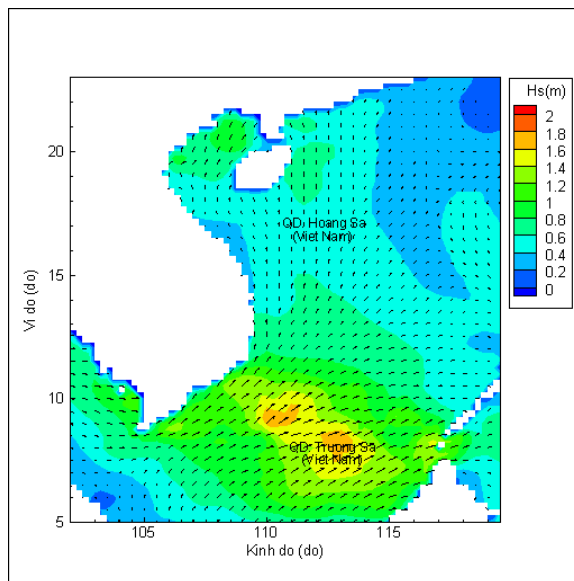 Hs(m)
2
1.8
1.6
1.4
1.2
1
0.8
0.6
0.4
0.2
0
20
15
10
5
Vi do (do)
QD. Hoang Sa
(Viet Nam)
QD. Truong Sa
(Viet Nam)
105
110
115
Kinh do (do)